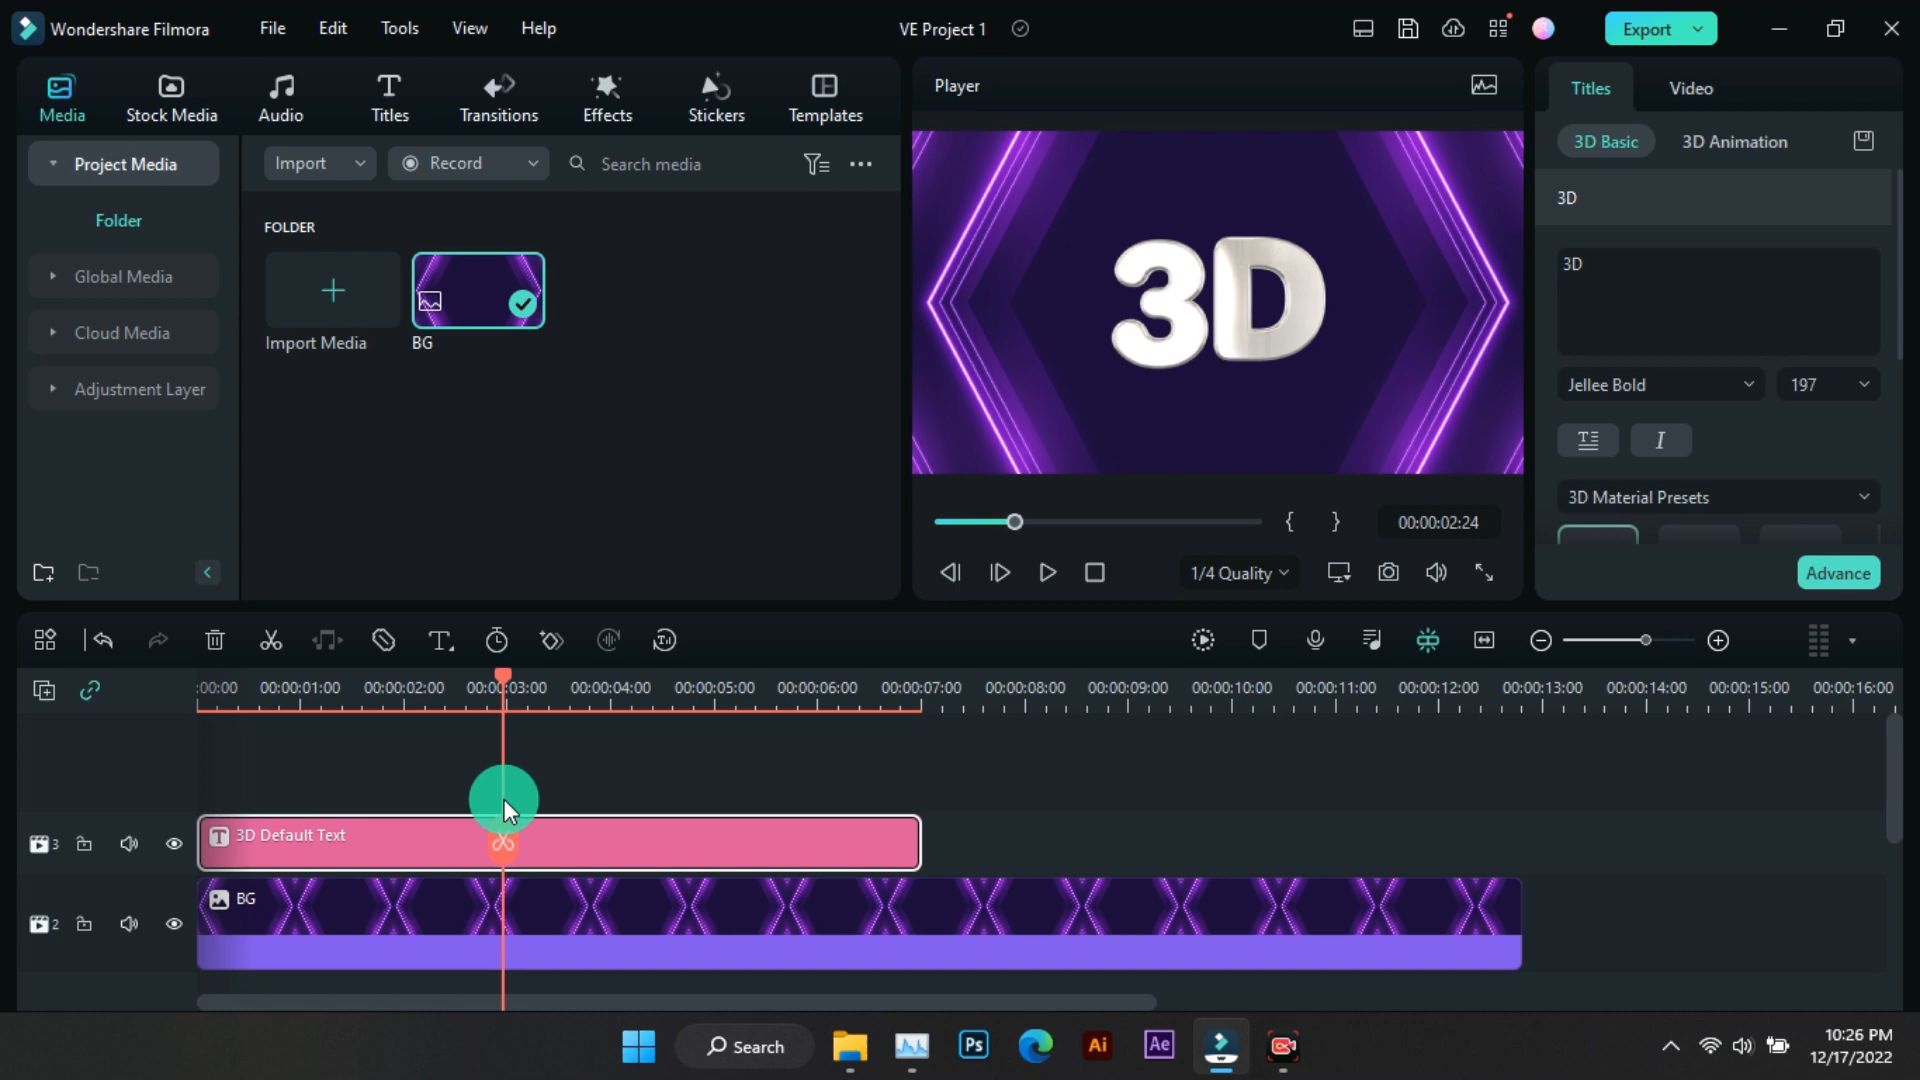 Wondershare Filmora
File
Edit
Tools
View
Help
VE Project 1
Export
Media
Stock Media
Audio
Titles
Transitions
Effects
Stickers
Templates
Player
Titles
Video
3D Basic
3D Animation
Project Media
Import
Record
Search media
Folder
Global Media
Cloud Media
Adjustment Layer
FOLDER
Import Media
BG
3D
3D
3D
Jellee Bold
197
3D Material Presets
00:00:02:24
1/4 Quality
Advance
:00:00
00:00:01:00
00:00:02:00
00:00:03:00
00:00:04:00
00:00:05:00
00:00:06:00
00:00:07:00
00:00:08:00
00:00:09:00
00:00:10:00
00:00:11:00
00:00:12:00
00:00:13:00
00:00:14:00
00:00:15:00
00:00:16:00
3
3D Default Text
2
BG
Search
Ps
Ai
Ae
10:26 PM
12/17/2022